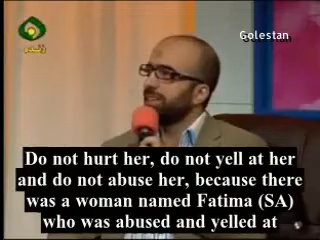 Golestan
Do not hurt her, do not yell at her
and do not abuse her, because there
was a woman named Fatima (SA)
who was abused and yelled at